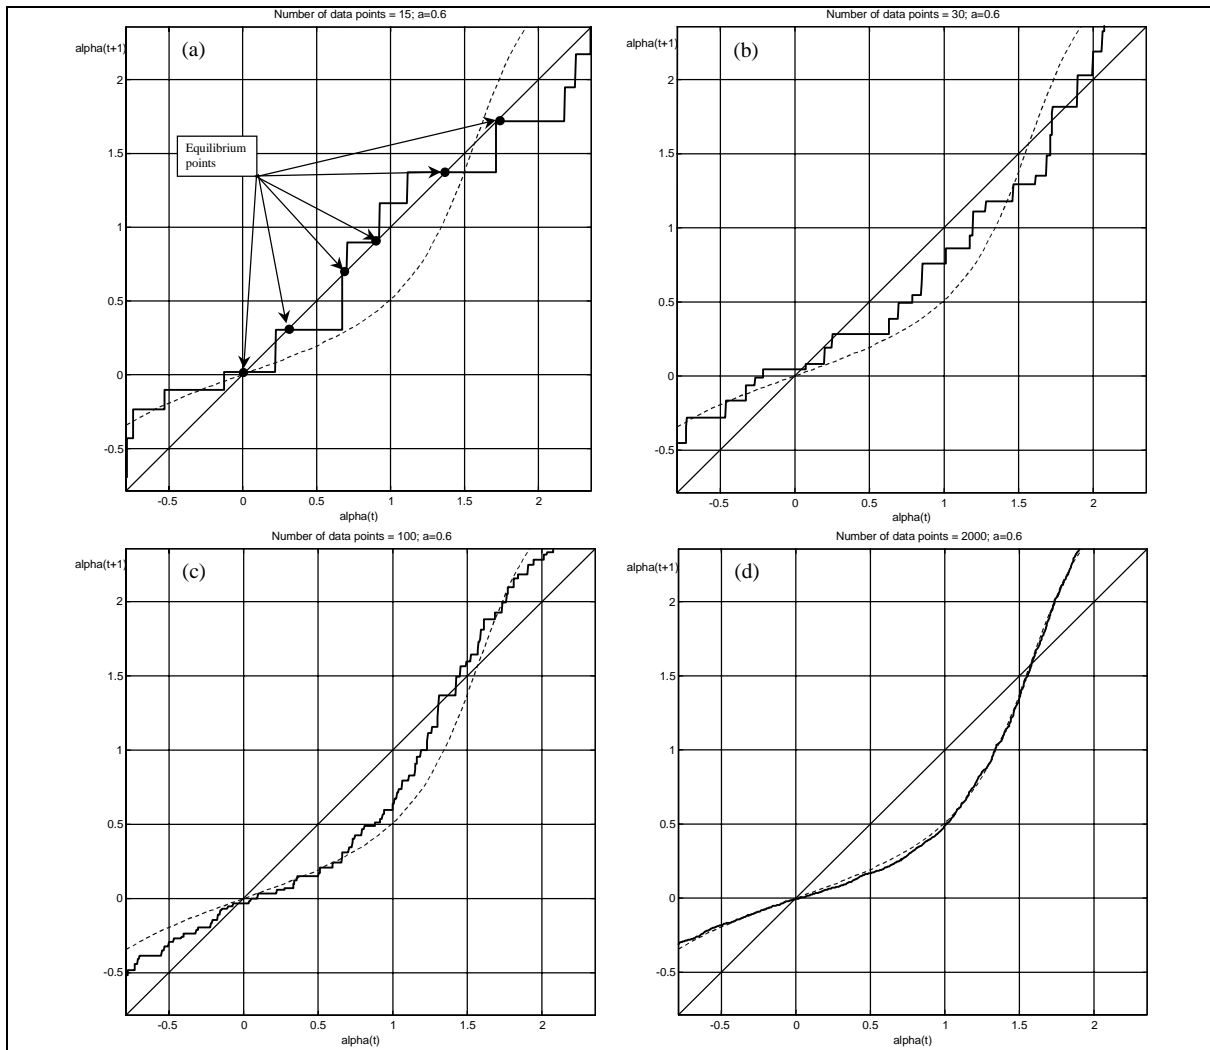 Number of data points = 15; a=0.6
alpha(t+1)
(a)
2
1.5
Equilibrium
points
1
0.5
0
-0.5
-0.5 0 0.5 1 1.5 2
alpha(t)
Number of data points = 30; a=0.6
alpha(t+1)
(b)
2
1.5
1
0.5
0
-0.5
-0.5 0 0.5 1 1.5 2
alpha(t)
Number of data points = 100; a=0.6
alpha(t+1)
(c)
2
1.5
1
0.5
0
-0.5
-0.5 0 0.5 1 1.5 2
alpha(t)
Number of data points = 2000; a=0.6
alpha(t+1)
(d)
2
1.5
1
0.5
0
-0.5
-0.5 0 0.5 1 1.5 2
alpha(t)